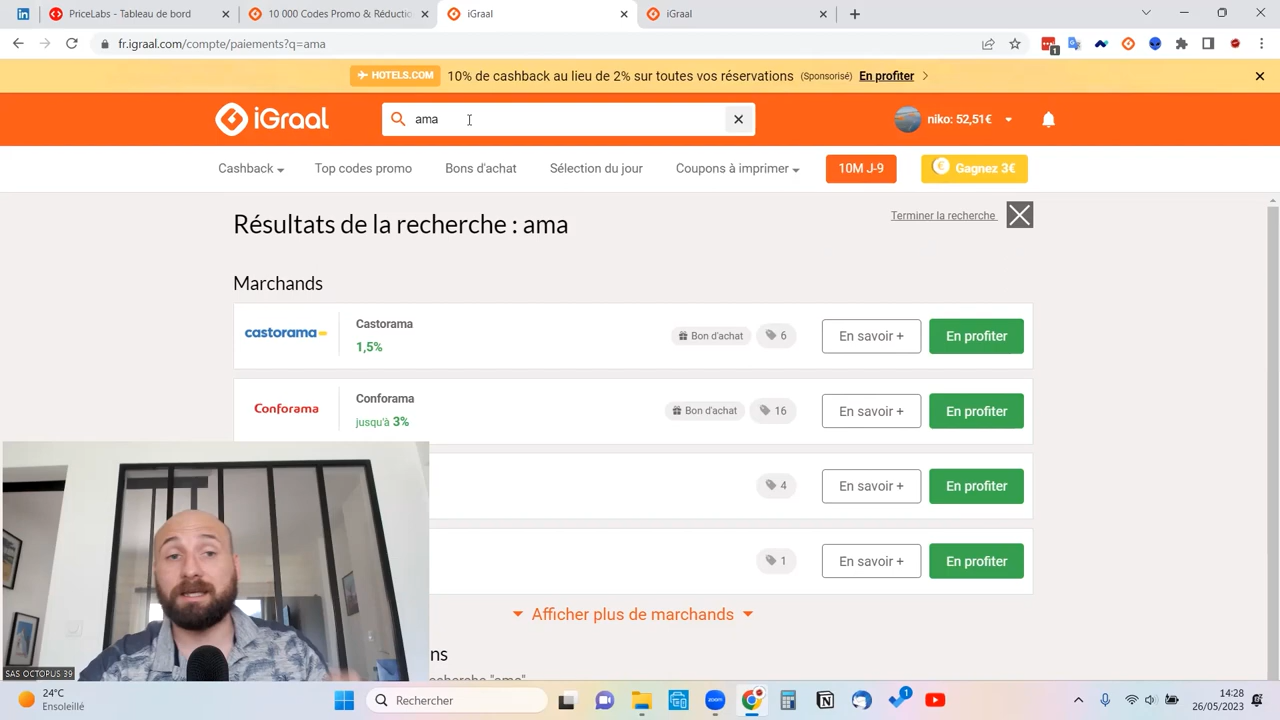 PriceLabs - Tableau de bord
10 000 Codes Promo & Réductio
iGraal
iGraal
fr.igraal.com/compte/paiements?q=ama
1
HOTELS.COM
10% de cashback au lieu de 2% sur toutes vos réservations (Sponsorisé) En profiter
iGraal
ama
niko: 52,51€
Cashback
Top codes promo
Bons d'achat
Sélection du jour
Coupons à imprimer
10M J-9
Gagnez 3€
Résultats de la recherche : ama
Terminer la recherche
Marchands
castorama
Castorama
1,5%
Bon d'achat
6
En savoir +
En profiter
Conforama
Conforama
jusqu'à 3%
Bon d'achat
16
En savoir +
En profiter
4
En savoir +
En profiter
1
En savoir +
En profiter
Afficher plus de marchands
ns
SAS OCTOPUS 39
24°C
Ensoleillé
Rechercher
zoom
1
14:28
26/05/2023